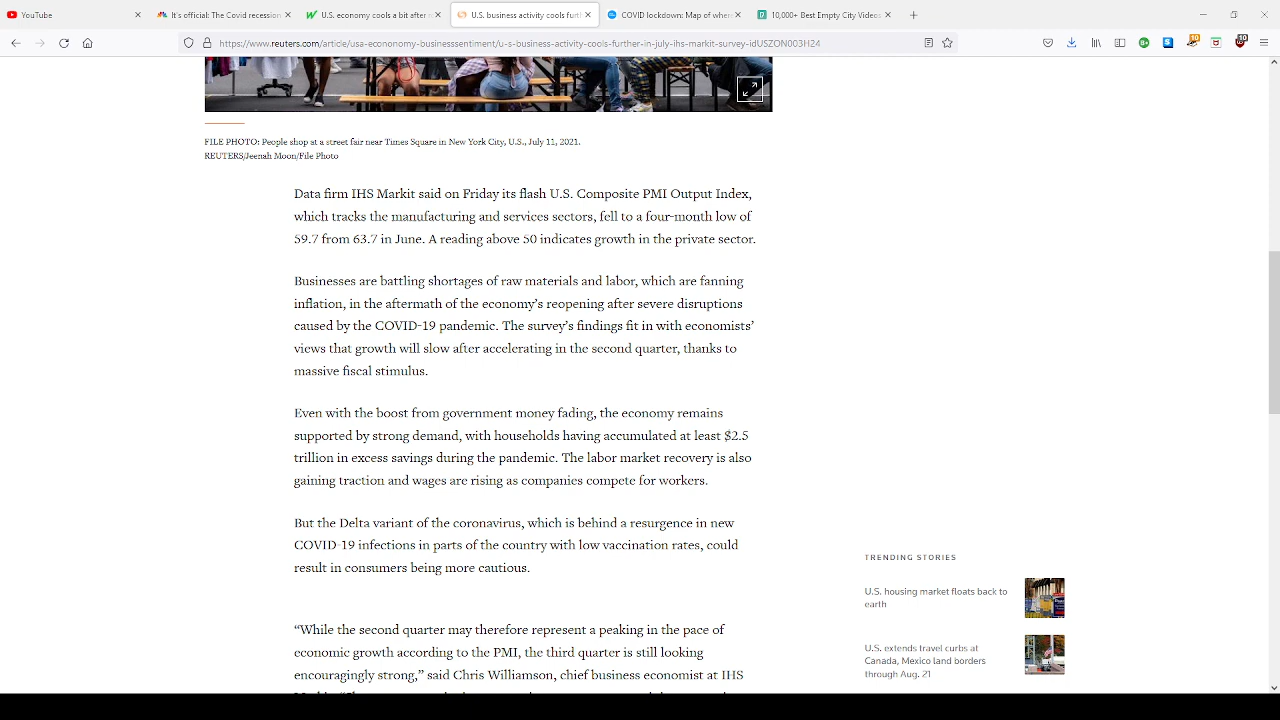 YouTube
It's official: The Covid recession
U.S. economy cools a bit after
U.S. business activity cools furt
COVID lockdown: Map of where
10,000+ Best Empty City Videos
https://www.reuters.com/article/usa-econonomy-businesssentiment/u-s-business-activity-cools-further-in-july-ihs-markit-survey-idUSZON003H24
FILE PHOTO: People shop at a street fair near Times Square in New York City, U.S., July 11, 2021.
REUTERS/Jeenah Moon/File Photo
Data firm IHS Markit said on Friday its flash U.S. Composite PMI Output Index,
which tracks the manufacturing and services sectors, fell to a four-month low of
59.7 from 63.7 in June. A reading above 50 indicates growth in the private sector.
Businesses are battling shortages of raw materials and labor, which are fanning
inflation, in the aftermath of the economy's reopening after severe disruptions
caused by the COVID-19 pandemic. The survey's findings fit in with economists'
views that growth will slow after accelerating in the second quarter, thanks to
massive fiscal stimulus.
Even with the boost from government money fading, the economy remains
supported by strong demand, with households having accumulated at least $2.5
trillion in excess savings during the pandemic. The labor market recovery is also
gaining traction and wages are rising as companies compete for workers.
But the Delta variant of the coronavirus, which is behind a resurgence in new
COVID-19 infections in parts of the country with low vaccination rates, could
result in consumers being more cautious.
TRENDING STORIES
U.S. housing market floats back to
earth
U.S. extends travel curbs at
Canada, Mexico land borders
through Aug. 21
“While the second quarter may therefore represent a peaking in the pace of
economic growth according to the PMI, the third quarter is still looking
encouragingly strong,” said Chris Williamson, chief business economist at IHS